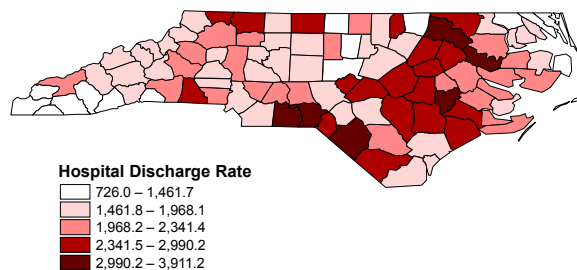 Hospital Discharge Rate
726.0 – 1,461.7
1,461.8 – 1,968.1
1,968.2 – 2,341.4
2,341.5 – 2,990.2
2,990.2 – 3,911.2